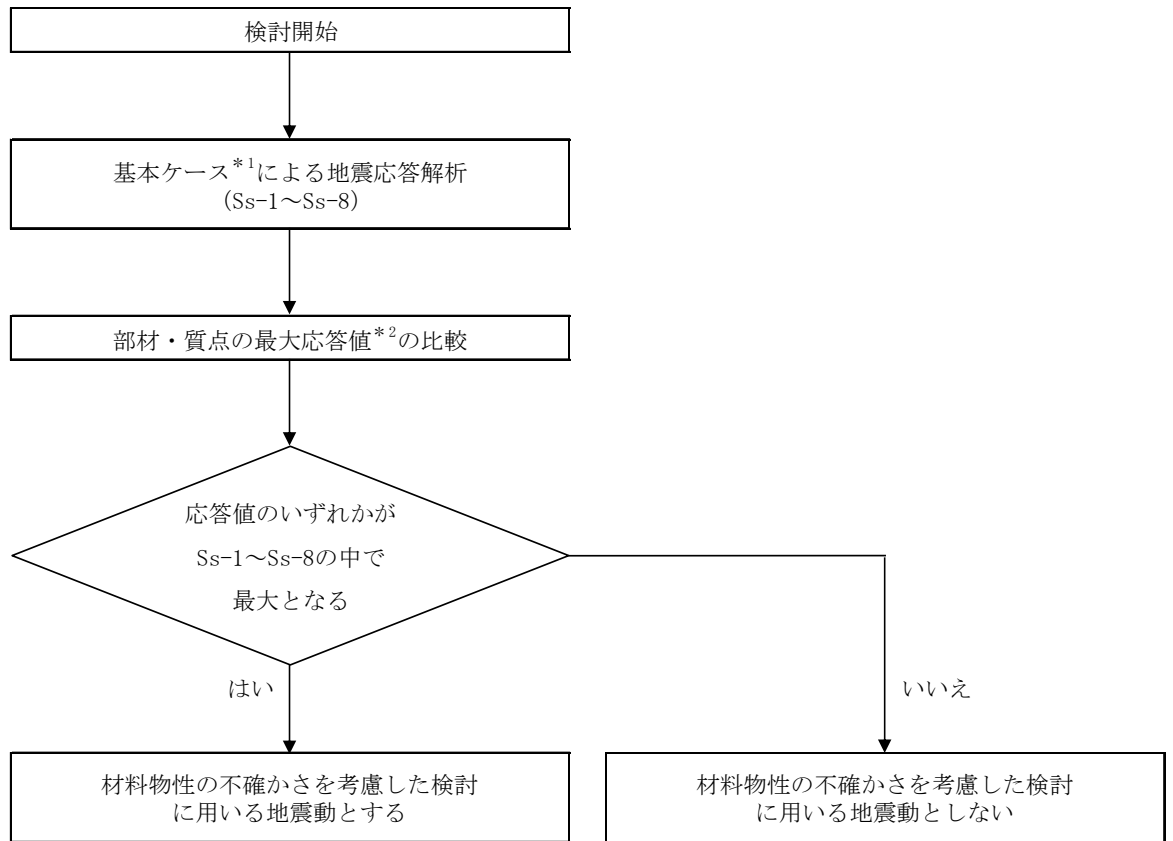 検討開始
基本ケース*1による地震応答解析
(Ss-1～Ss-8)
部材・質点の最大応答値*2の比較
応答値のいずれかが
Ss-1～Ss-8の中で
最大となる
はい
いいえ
材料物性の不確かさを考慮した検討
に用いる地震動とする
材料物性の不確かさを考慮した検討
に用いる地震動としない